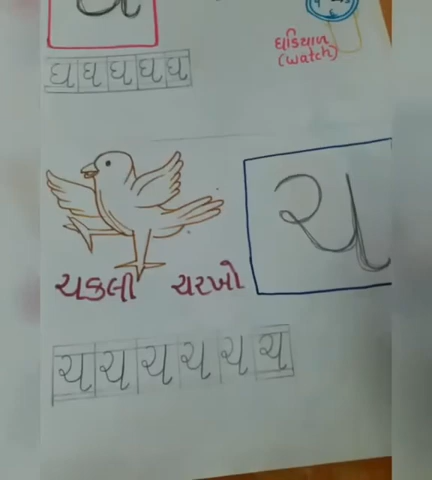 ઘ
ઘડિયાળ
(watch)
ઘ ઘ ઘ ઘ ઘ
ચ
ચકલી ચરખો
ચ ચ ચ ચ ચ ચ